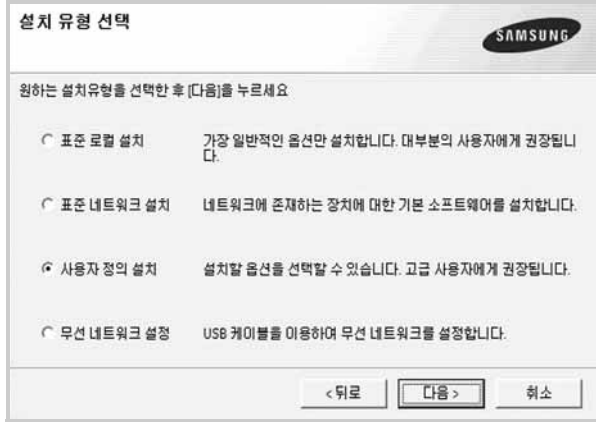 설치 유형 선택
SAMSUNG
원하는 설치유형을 선택한 후 [다음]을 누르세요
표준 로컬 설치 가장 일반적인 옵션만 설치합니다. 대부분의 사용자에게 권장됩니
다.
표준 네트워크 설치 네트워크에 존재하는 장치에 대한 기본 소프트웨어를 설치합니다.
사용자 정의 설치 설치할 옵션을 선택할 수 있습니다. 고급 사용자에게 권장됩니다.
무선 네트워크 설정 USB 케이블을 이용하여 무선 네트워크를 설정합니다.
<뒤로 다음> 취소